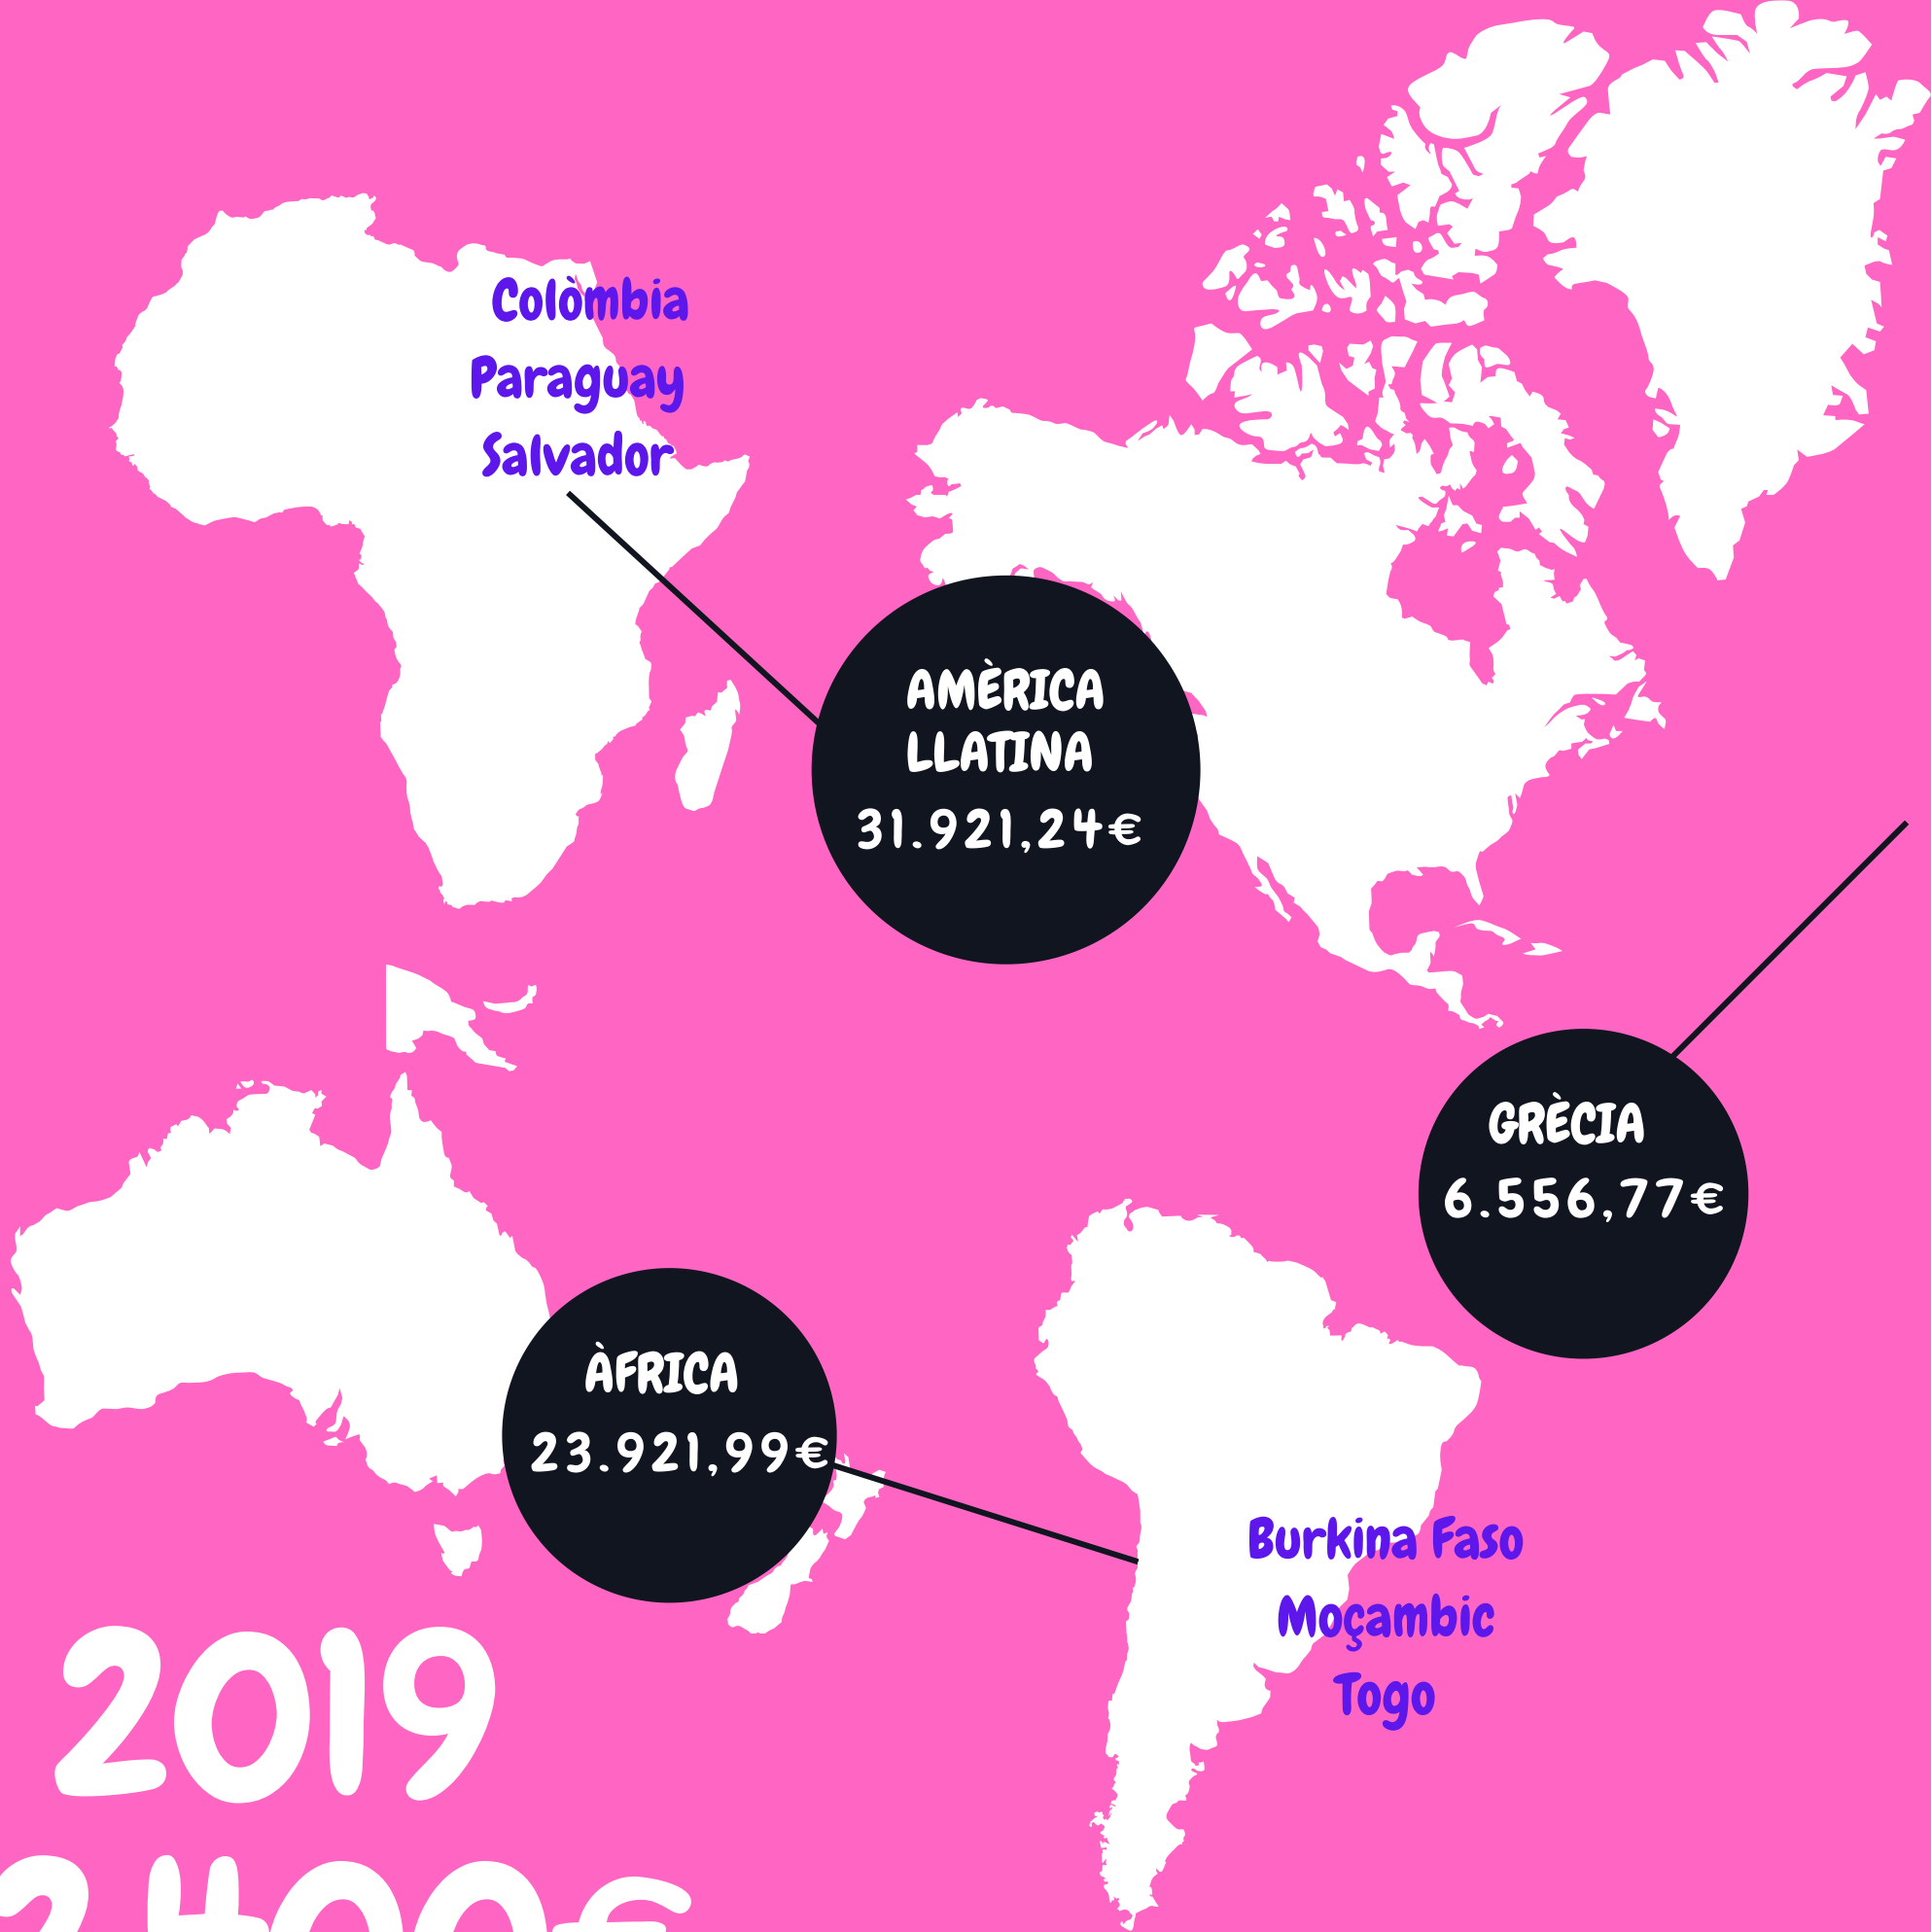 Colòmbia
Paraguay
Salvador
AMÈRICA
LLATINA
31.921,24€
GRÈCIA
6.556,77€
ÀFRICA
23.921,99€
Burkina Faso
Moçambic
Togo
2019